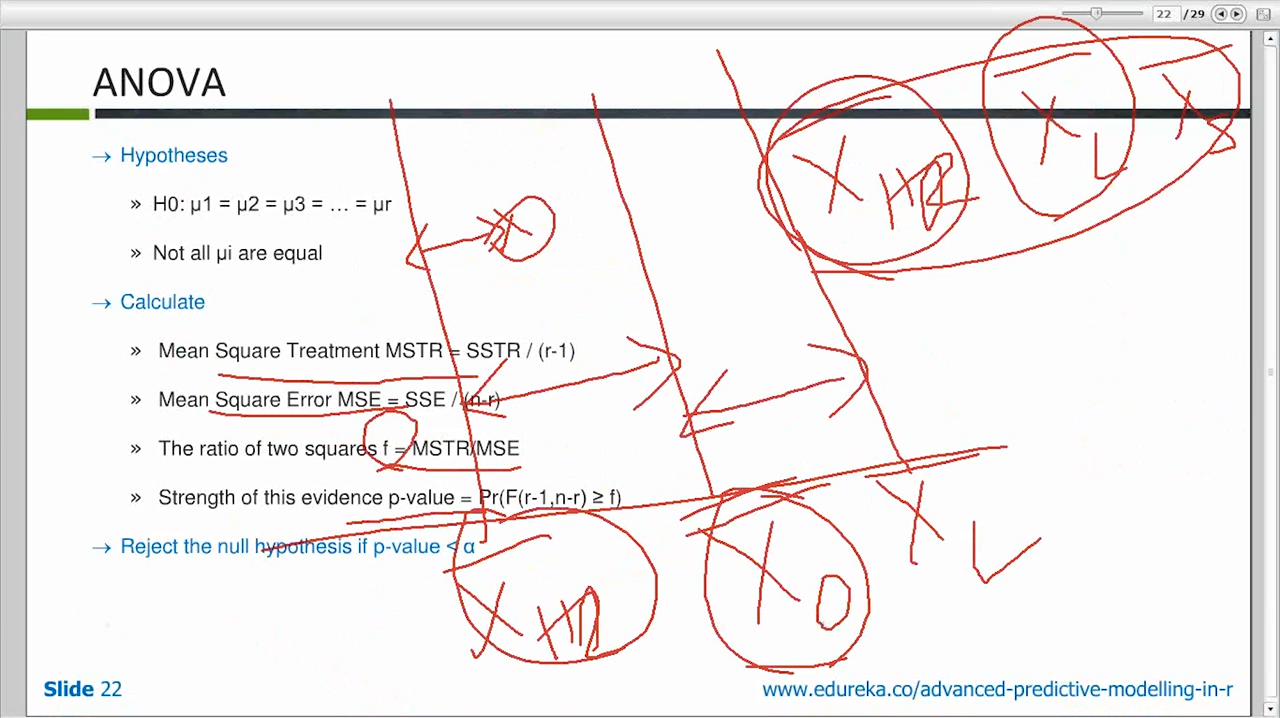 22 /29
ANOVA
→ Hypotheses
» H0: µ1 = µ2 = µ3 = … = µr
» Not all µi are equal
→ Calculate
» Mean Square Treatment MSTR = SSTR / (r-1)
» Mean Square Error MSE = SSE / (n-r)
» The ratio of two squares f = MSTR/MSE
» Strength of this evidence p-value = Pr(F(r-1,n-r) ≥ f)
→ Reject the null hypothesis if p-value < α
X L X S
X
X L
X O
X
Slide 22
www.edureka.co/advanced-predictive-modelling-in-r